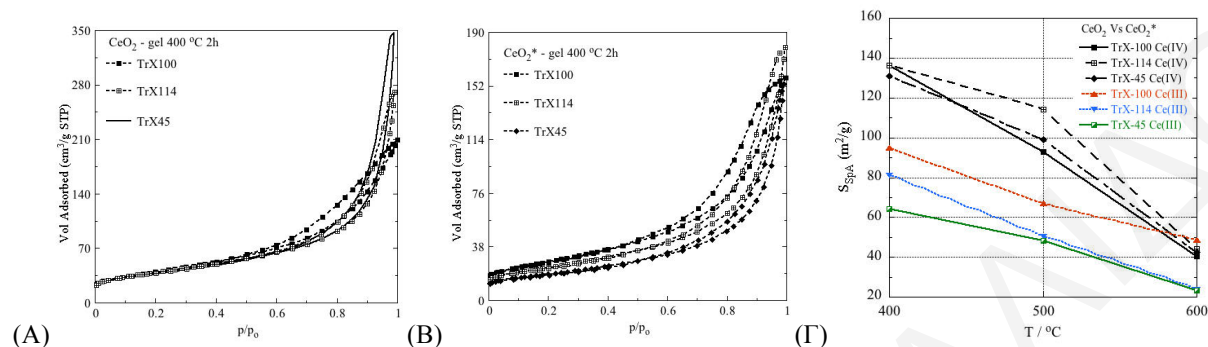 CeO₂ - gel 400 °C 2h
TrX100
TrX114
TrX45
Vol Adsorbed (cm³/g STP)
350
280
210
140
70
0
0 0.2 0.4 0.6 0.8 1
p/pₒ
(Α)
CeO₂* - gel 400 °C 2h
TrX100
TrX114
TrX45
Vol Adsorbed (cm³/g STP)
190
152
114
76
38
0
0 0.2 0.4 0.6 0.8 1
p/pₒ
(Β)
CeO₂ Vs CeO₂*
TrX-100 Ce(IV)
TrX-114 Ce(IV)
TrX-45 Ce(IV)
TrX-100 Ce(III)
TrX-114 Ce(III)
TrX-45 Ce(III)
S_SpA (m²/g)
160
140
120
100
80
60
40
20
400 500 600
T / °C
(Γ)